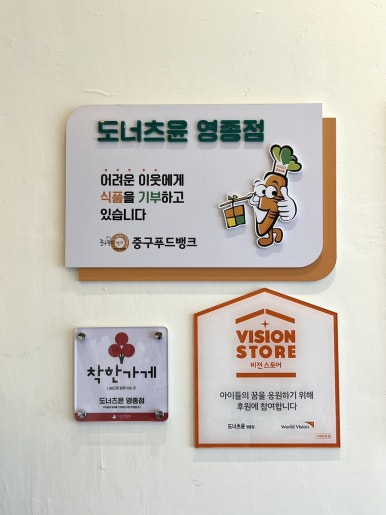 도너츠윤 영종점
어려운 이웃에게
식품을 기부하고
있습니다
중구푸드뱅크
착한가게
도너츠윤 영종점
VISION
STORE
비전 스토어
아이들의 꿈을 응원하기 위해
후원에 참여합니다
도너츠윤 영종점
World Vision